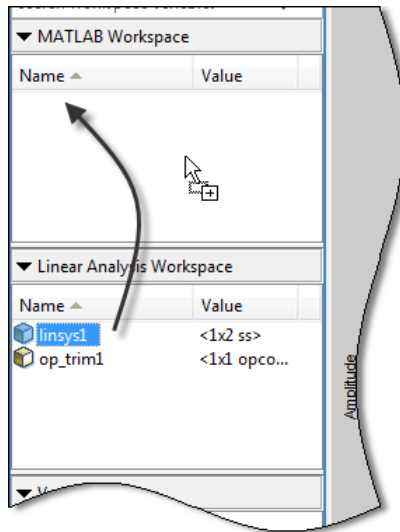 ▼ MATLAB Workspace
Name Value
▼ Linear Analysis Workspace
Name Value
linsys1 <1x2 ss>
op_trim1 <1x1 opco...
Amplitude